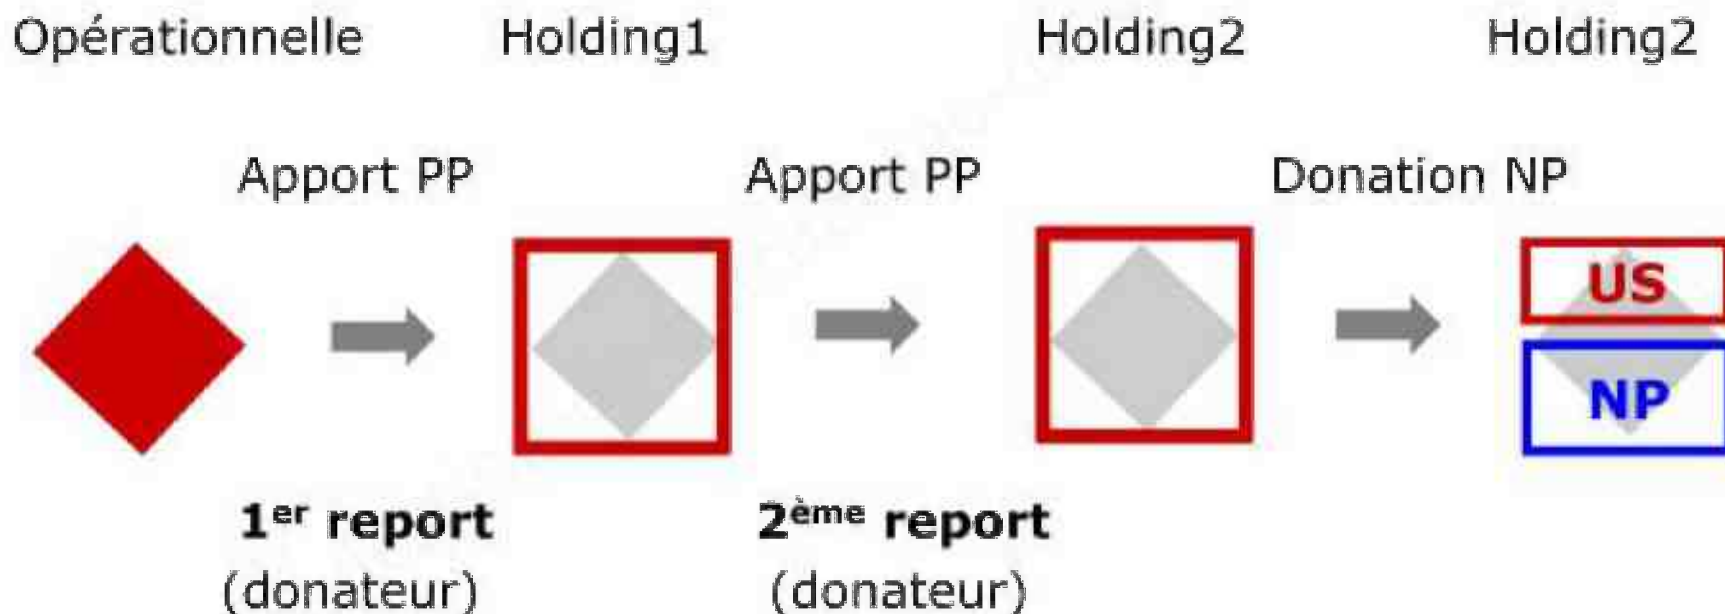 Opérationnelle Holding1 Holding2 Holding2
Apport PP Apport PP Donation NP
US
NP
1er report 2ème report
(donateur) (donateur)